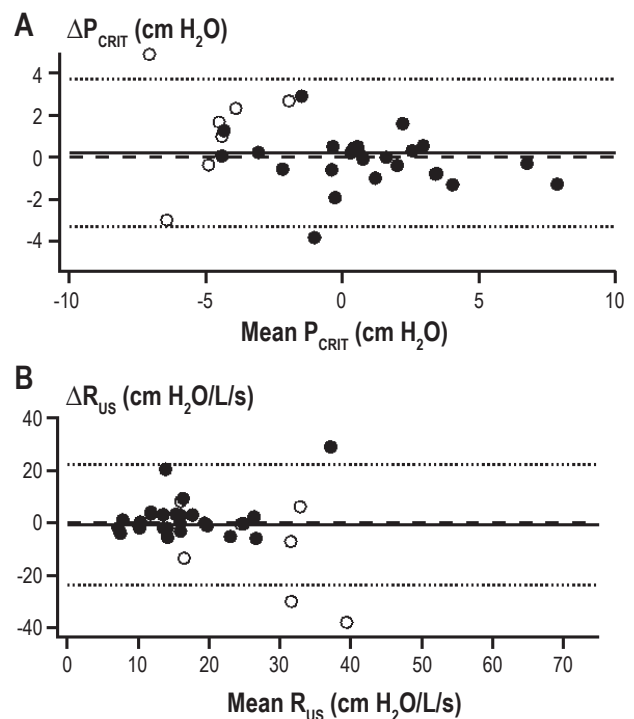 A
ΔP_CRIT (cm H₂O)
4
2
0
-2
-4
-10 -5 0 5 10
Mean P_CRIT (cm H₂O)
B
ΔR_US (cm H₂O/L/s)
40
20
0
-20
-40
0 10 20 30 40 50 60 70
Mean R_US (cm H₂O/L/s)